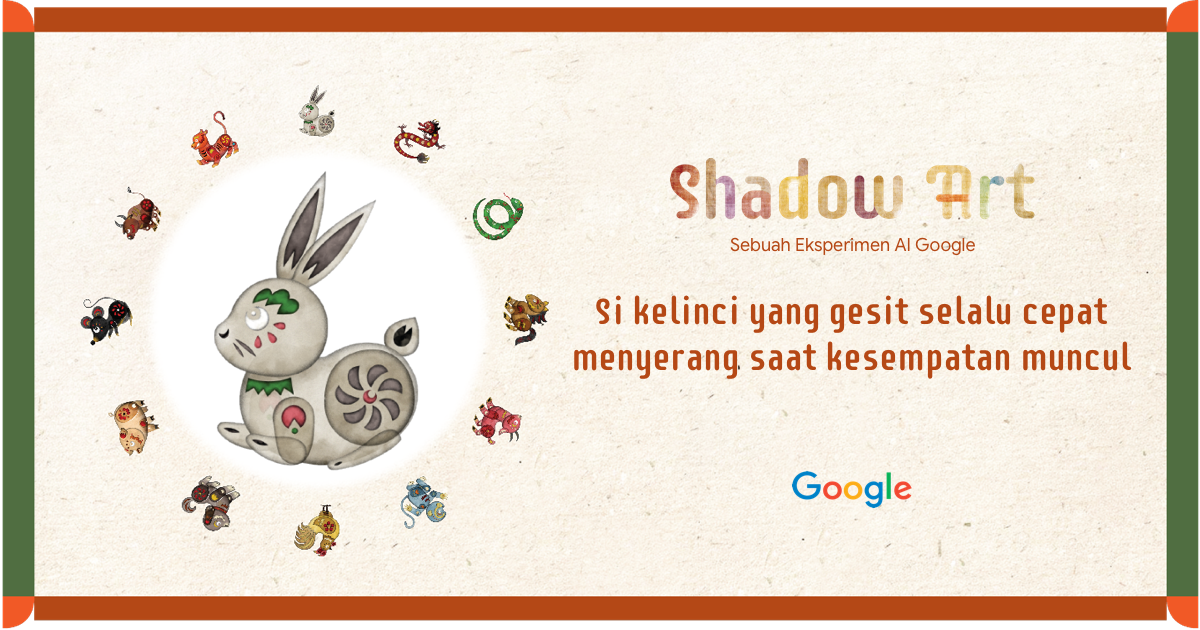 Shadow Art
Sebuah Eksperimen AI Google
Si kelinci yang gesit selalu cepat
menyerang saat kesempatan muncul
Google